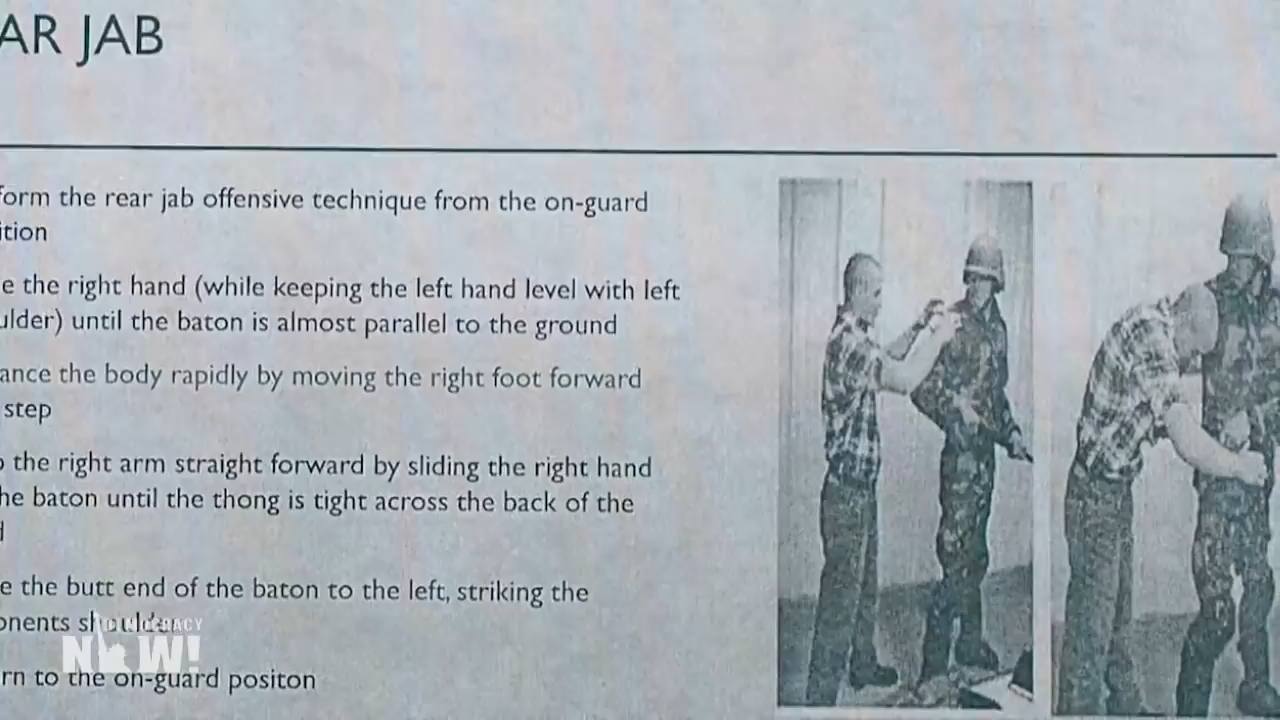 AR JAB
form the rear jab offensive technique from the on-guard
ition
e the right hand (while keeping the left hand level with left
ulder) until the baton is almost parallel to the ground
ance the body rapidly by moving the right foot forward
step
the right arm straight forward by sliding the right hand
he baton until the thong is tight across the back of the
e the butt end of the baton to the left, striking the
onents shoulder
DEMOCRACY
NOW!
rn to the on-guard positon